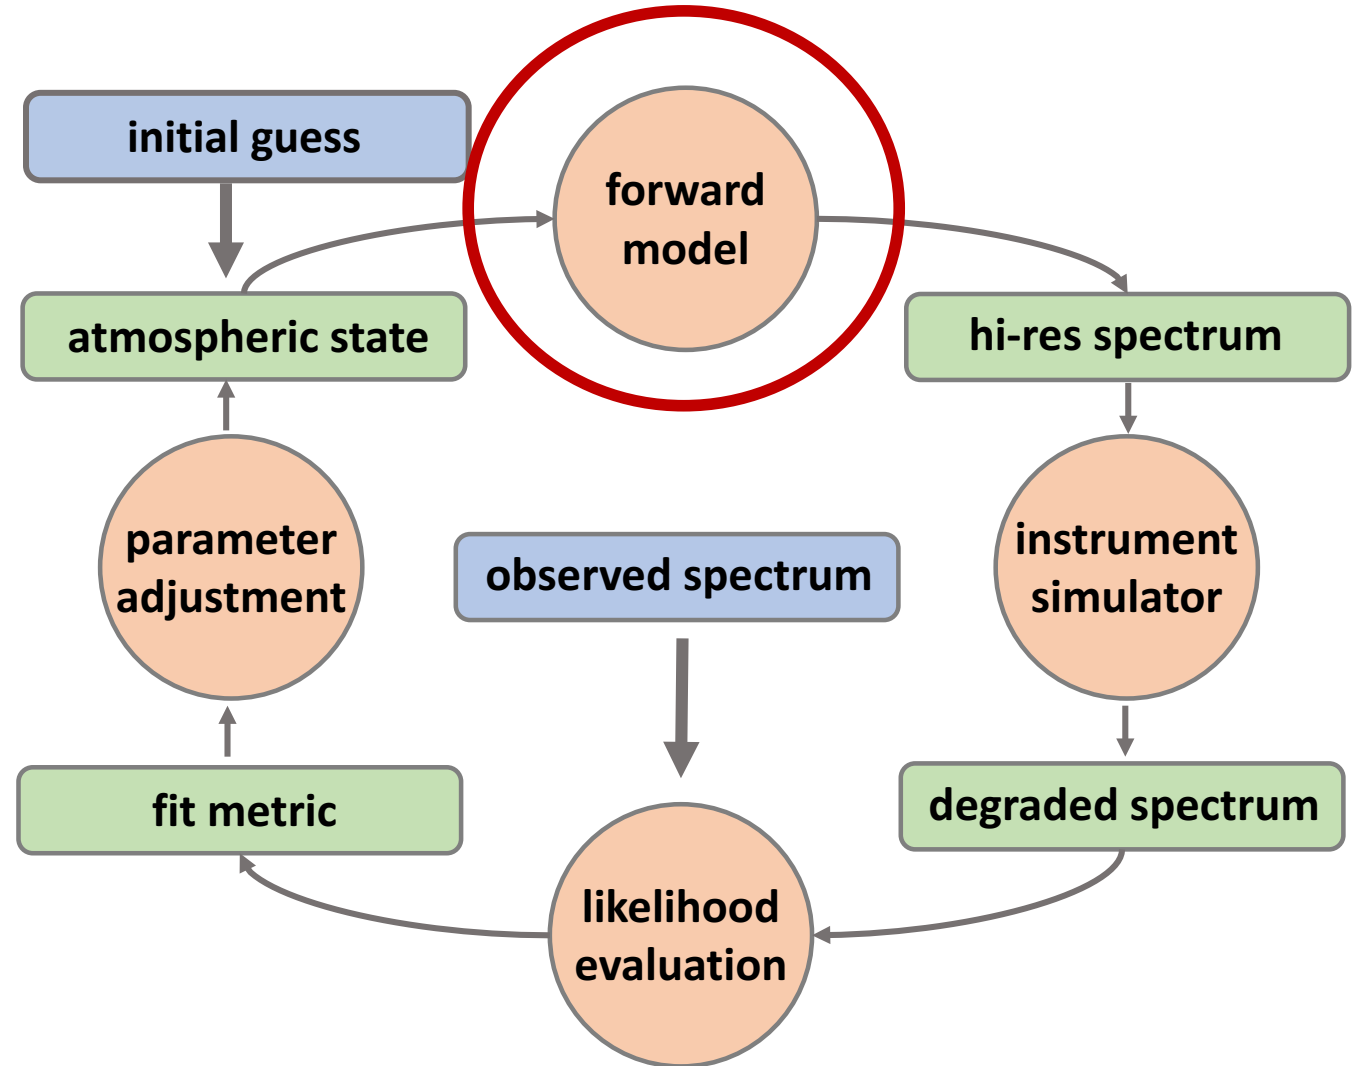 initial guess
forward
model
atmospheric state
hi-res spectrum
parameter
adjustment
observed spectrum
instrument
simulator
fit metric
degraded spectrum
likelihood
evaluation